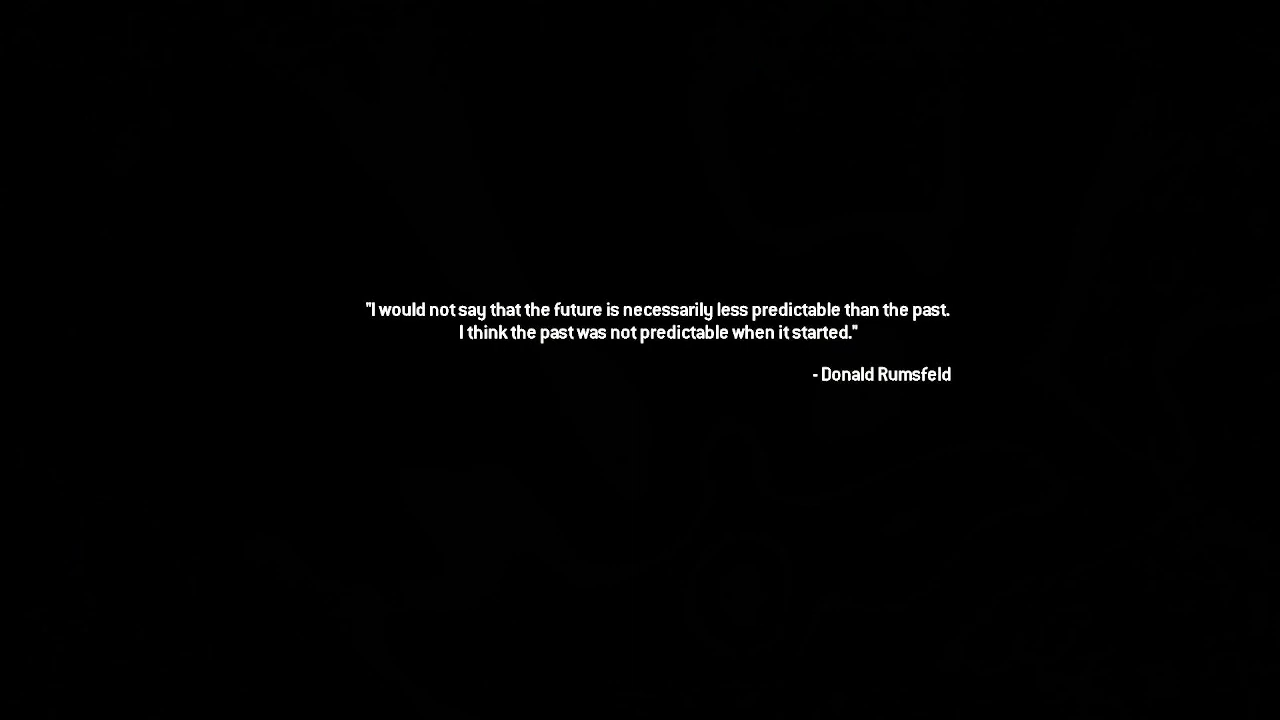 "I would not say that the future is necessarily less predictable than the past.
I think the past was not predictable when it started."
- Donald Rumsfeld